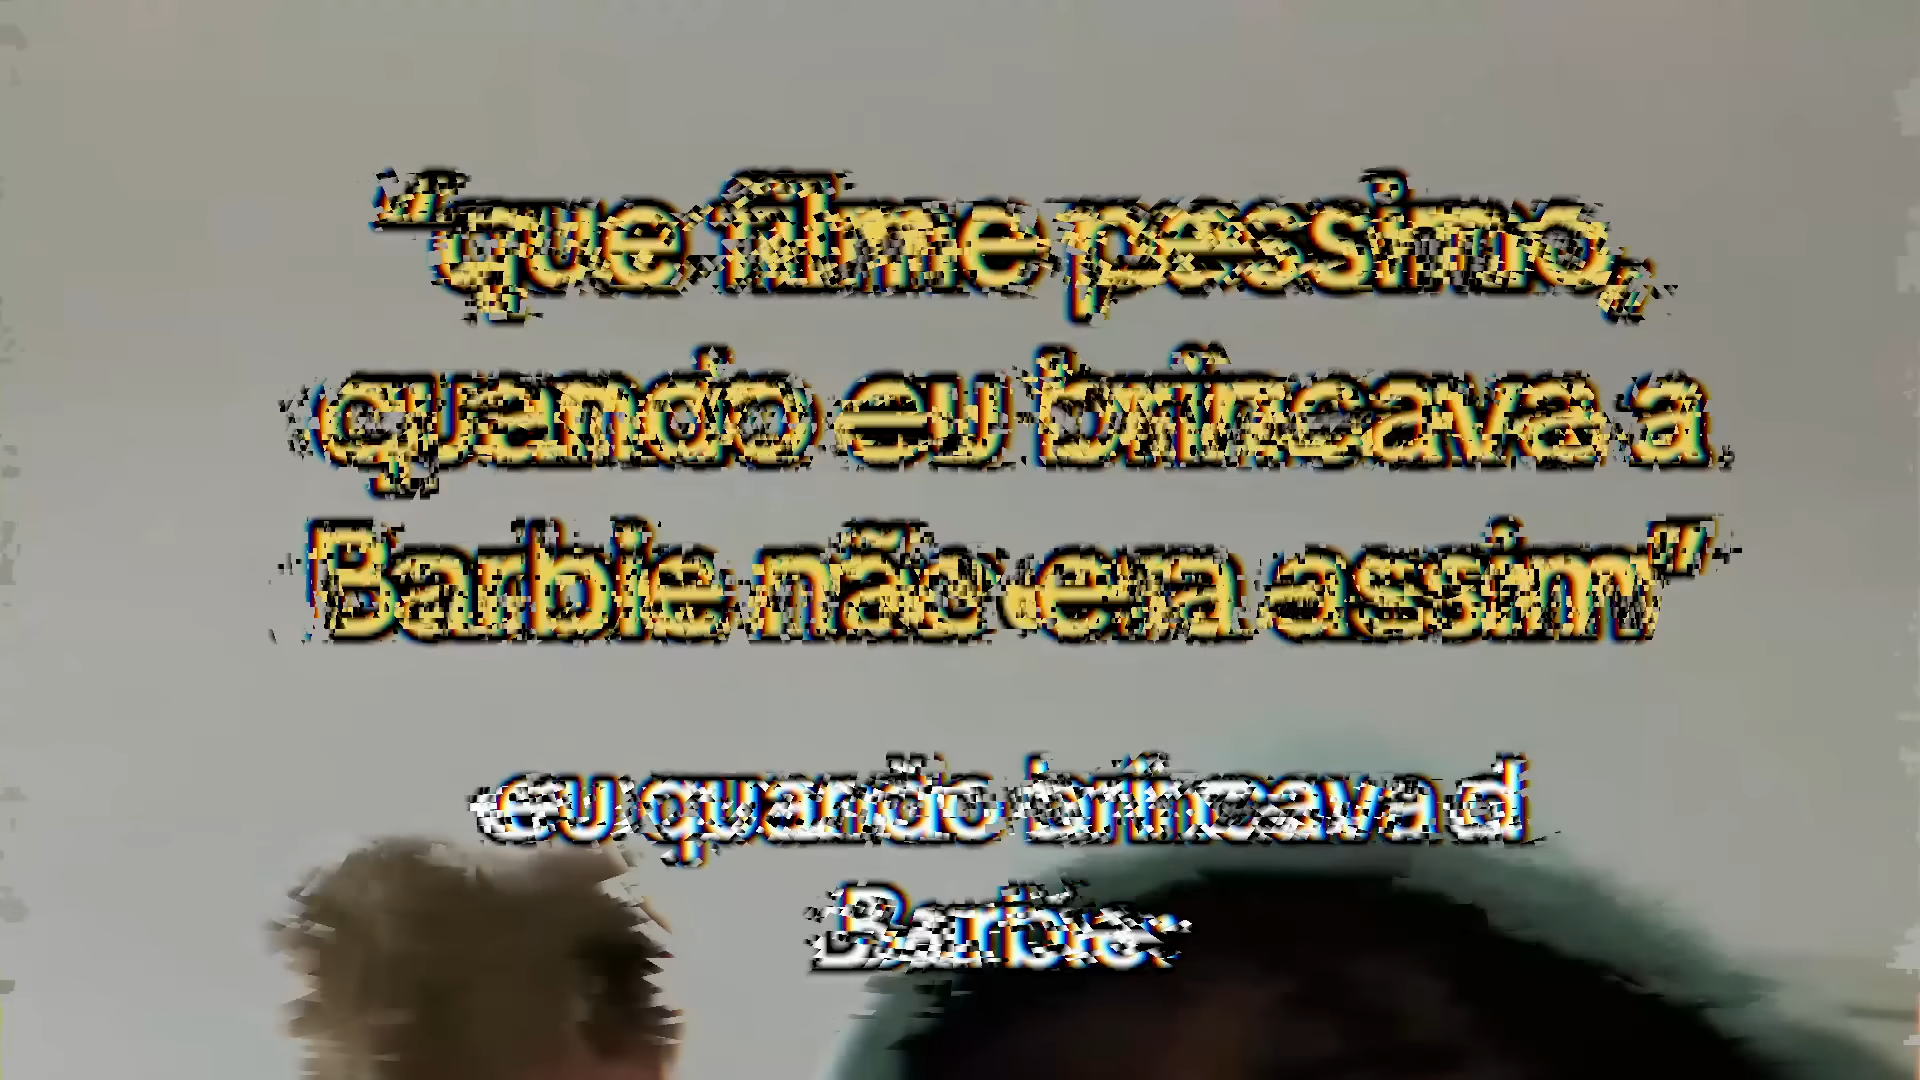 "que filme pessimo,
quando eu brincava a
Barbie não era assim"
eu quando brincava d
Barbie: